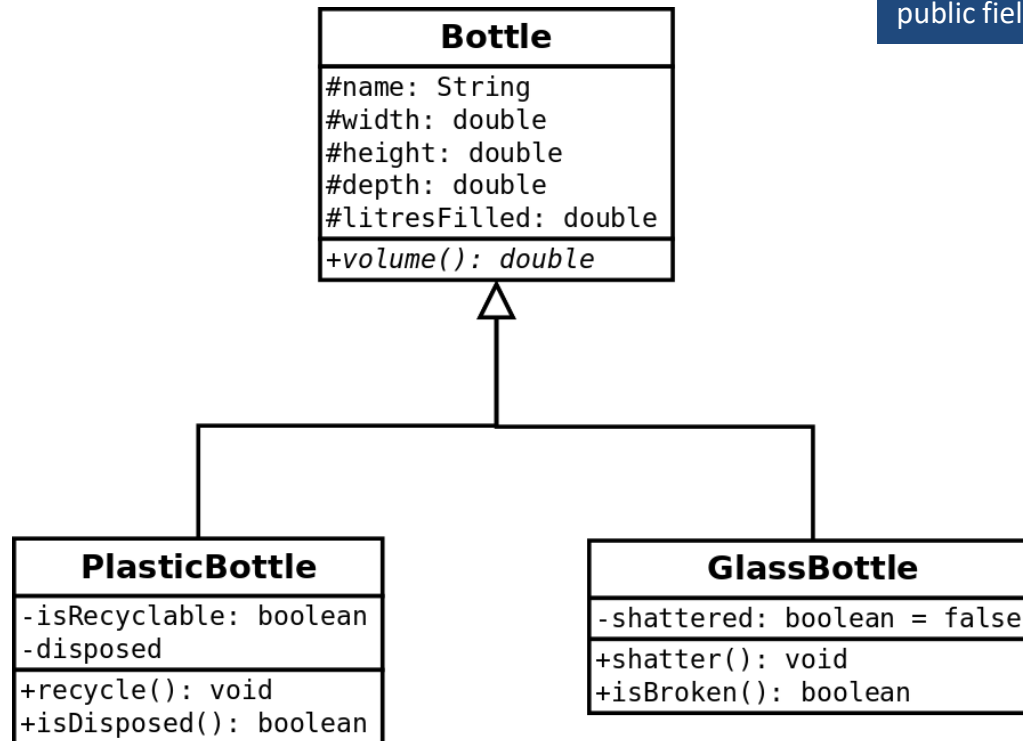 public
Bottle
#name: String
#width: double
#height: double
#depth: double
#litresFilled: double
+volume(): double
PlasticBottle
-isRecyclable: boolean
-disposed
+recycle(): void
+isDisposed(): boolean
GlassBottle
-shattered: boolean = false
+shatter(): void
+isBroken(): boolean